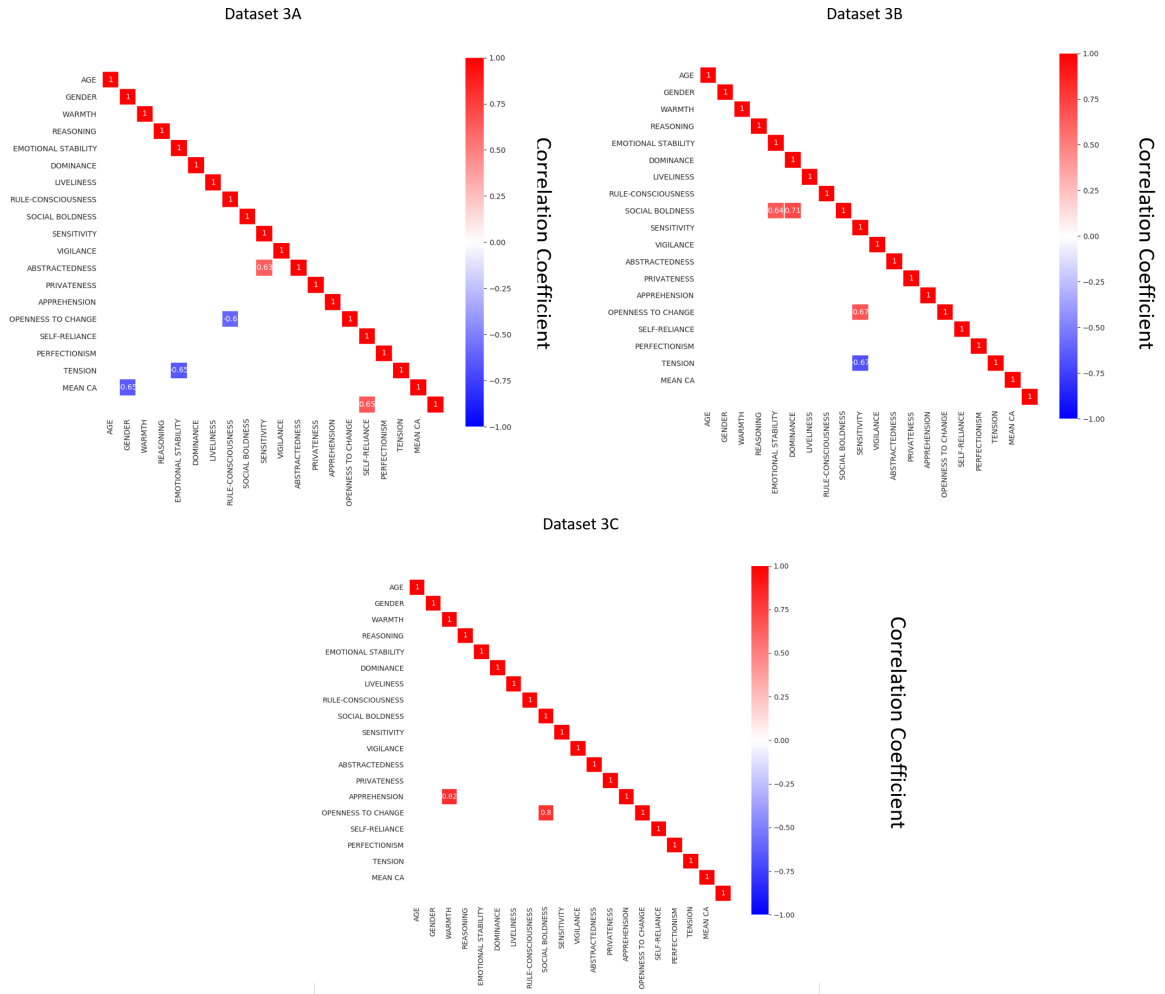 Dataset 3A
1.00
0.75
0.50
0.25
0.00
−0.25
−0.50
−0.75
−1.00
Correlation Coefficient
AGE 1
GENDER 1
WARMTH 1
REASONING 1
EMOTIONAL STABILITY 1
DOMINANCE 1
LIVELINESS 1
RULE-CONSCIOUSNESS 1
SOCIAL BOLDNESS 1
SENSITIVITY 1
VIGILANCE 1
ABSTRACTEDNESS 0.63 1
PRIVATENESS 1
APPREHENSION 1
OPENNESS TO CHANGE -0.6 1
SELF-RELIANCE 1
PERFECTIONISM 1
TENSION -0.65 1
MEAN CA -0.65 1
0.65 1
AGE
GENDER
WARMTH
REASONING
EMOTIONAL STABILITY
DOMINANCE
LIVELINESS
RULE-CONSCIOUSNESS
SOCIAL BOLDNESS
SENSITIVITY
VIGILANCE
ABSTRACTEDNESS
PRIVATENESS
APPREHENSION
OPENNESS TO CHANGE
SELF-RELIANCE
PERFECTIONISM
TENSION
MEAN CA
Dataset 3B
1.00
0.75
0.50
0.25
0.00
−0.25
−0.50
−0.75
−1.00
Correlation Coefficient
AGE 1
GENDER 1
WARMTH 1
REASONING 1
EMOTIONAL STABILITY 1
DOMINANCE 1
LIVELINESS 1
RULE-CONSCIOUSNESS 1
SOCIAL BOLDNESS 0.64 0.71 1
SENSITIVITY 1
VIGILANCE 1
ABSTRACTEDNESS 1
PRIVATENESS 1
APPREHENSION 1
OPENNESS TO CHANGE 0.67 1
SELF-RELIANCE 1
PERFECTIONISM 1
TENSION -0.67 1
MEAN CA 1
1
AGE
GENDER
WARMTH
REASONING
EMOTIONAL STABILITY
DOMINANCE
LIVELINESS
RULE-CONSCIOUSNESS
SOCIAL BOLDNESS
SENSITIVITY
VIGILANCE
ABSTRACTEDNESS
PRIVATENESS
APPREHENSION
OPENNESS TO CHANGE
SELF-RELIANCE
PERFECTIONISM
TENSION
MEAN CA
Dataset 3C
1.00
0.75
0.50
0.25
0.00
−0.25
−0.50
−0.75
−1.00
Correlation Coefficient
AGE 1
GENDER 1
WARMTH 1
REASONING 1
EMOTIONAL STABILITY 1
DOMINANCE 1
LIVELINESS 1
RULE-CONSCIOUSNESS 1
SOCIAL BOLDNESS 1
SENSITIVITY 1
VIGILANCE 1
ABSTRACTEDNESS 1
PRIVATENESS 1
APPREHENSION 0.82 1
OPENNESS TO CHANGE 0.8 1
SELF-RELIANCE 1
PERFECTIONISM 1
TENSION 1
MEAN CA 1
1
AGE
GENDER
WARMTH
REASONING
EMOTIONAL STABILITY
DOMINANCE
LIVELINESS
RULE-CONSCIOUSNESS
SOCIAL BOLDNESS
SENSITIVITY
VIGILANCE
ABSTRACTEDNESS
PRIVATENESS
APPREHENSION
OPENNESS TO CHANGE
SELF-RELIANCE
PERFECTIONISM
TENSION
MEAN CA